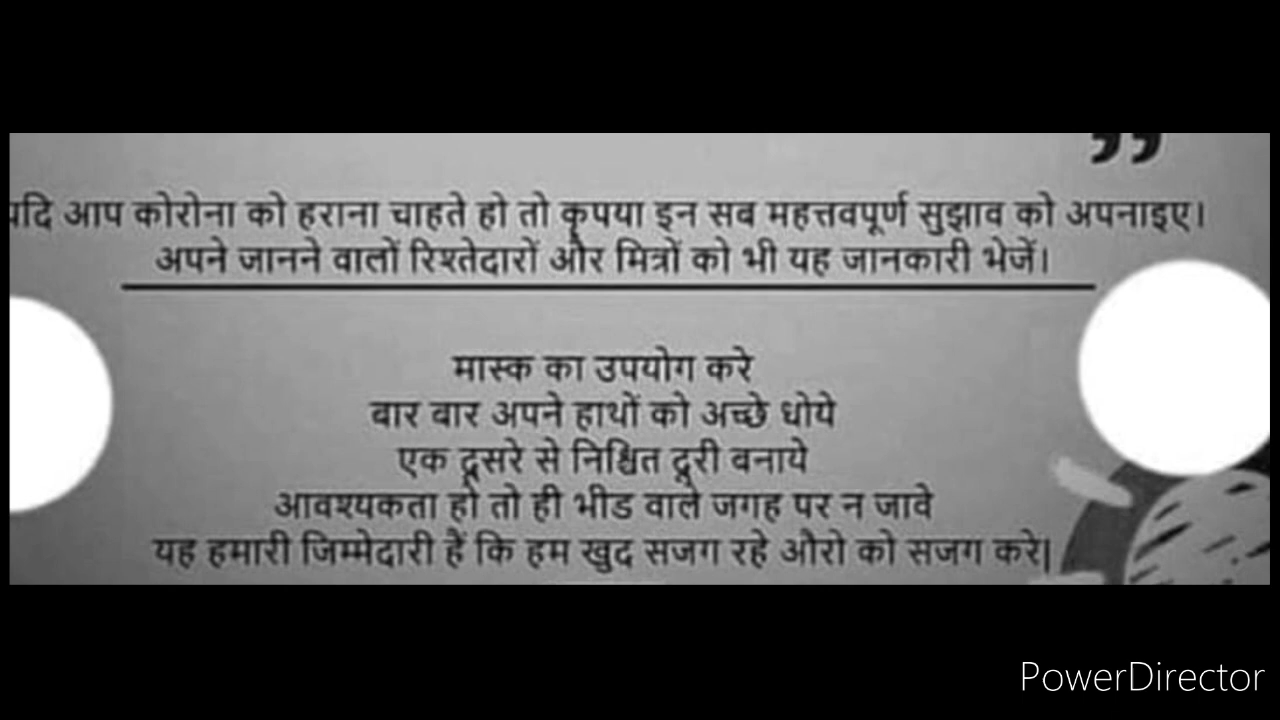 ”
यदि आप कोरोना को हराना चाहते हो तो कृपया इन सब महत्तवपूर्ण सुझाव को अपनाइए।
अपने जानने वालों रिश्तेदारों और मित्रों को भी यह जानकारी भेजें।
मास्क का उपयोग करे
बार बार अपने हाथों को अच्छे धोये
एक दूसरे से निश्चित दूरी बनाये
आवश्यकता हो तो ही भीड वाले जगह पर न जावे
यह हमारी जिम्मेदारी हैं कि हम खुद सजग रहे औरो को सजग करे|
PowerDirector